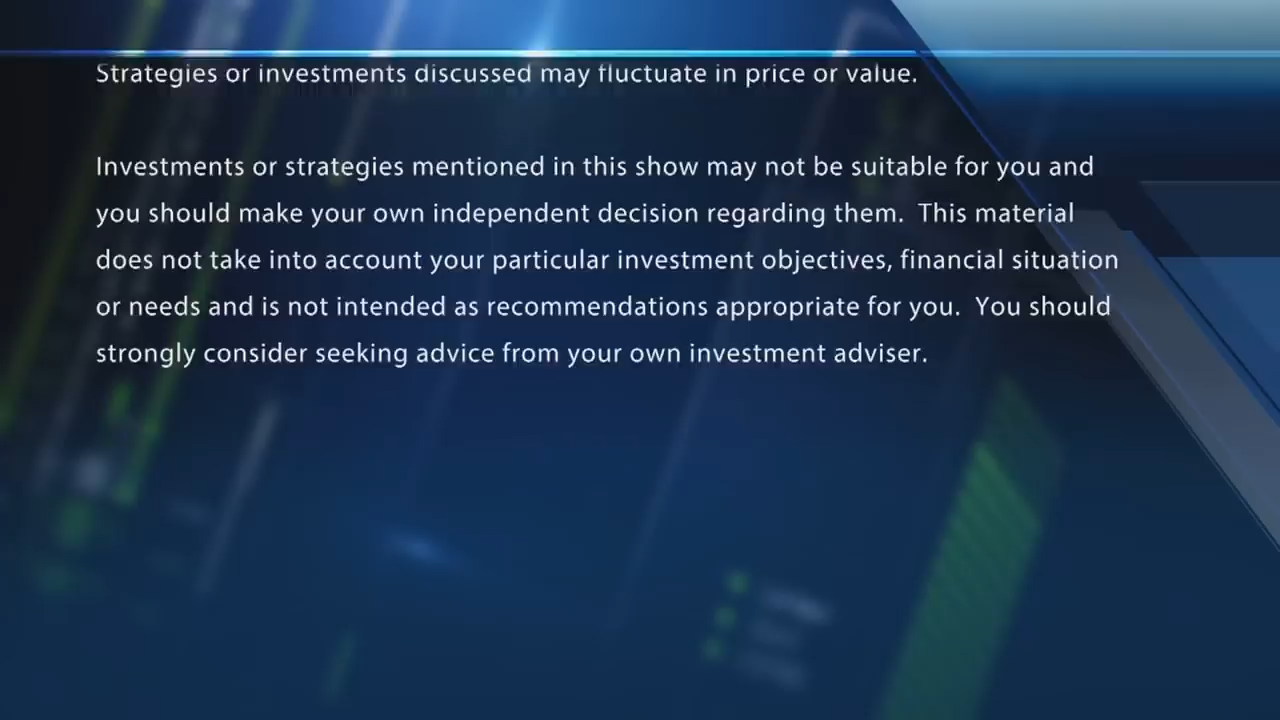 Strategies or investments discussed may fluctuate in price or value.
Investments or strategies mentioned in this show may not be suitable for you and
you should make your own independent decision regarding them.  This material
does not take into account your particular investment objectives, financial situation
or needs and is not intended as recommendations appropriate for you.  You should
strongly consider seeking advice from your own investment adviser.